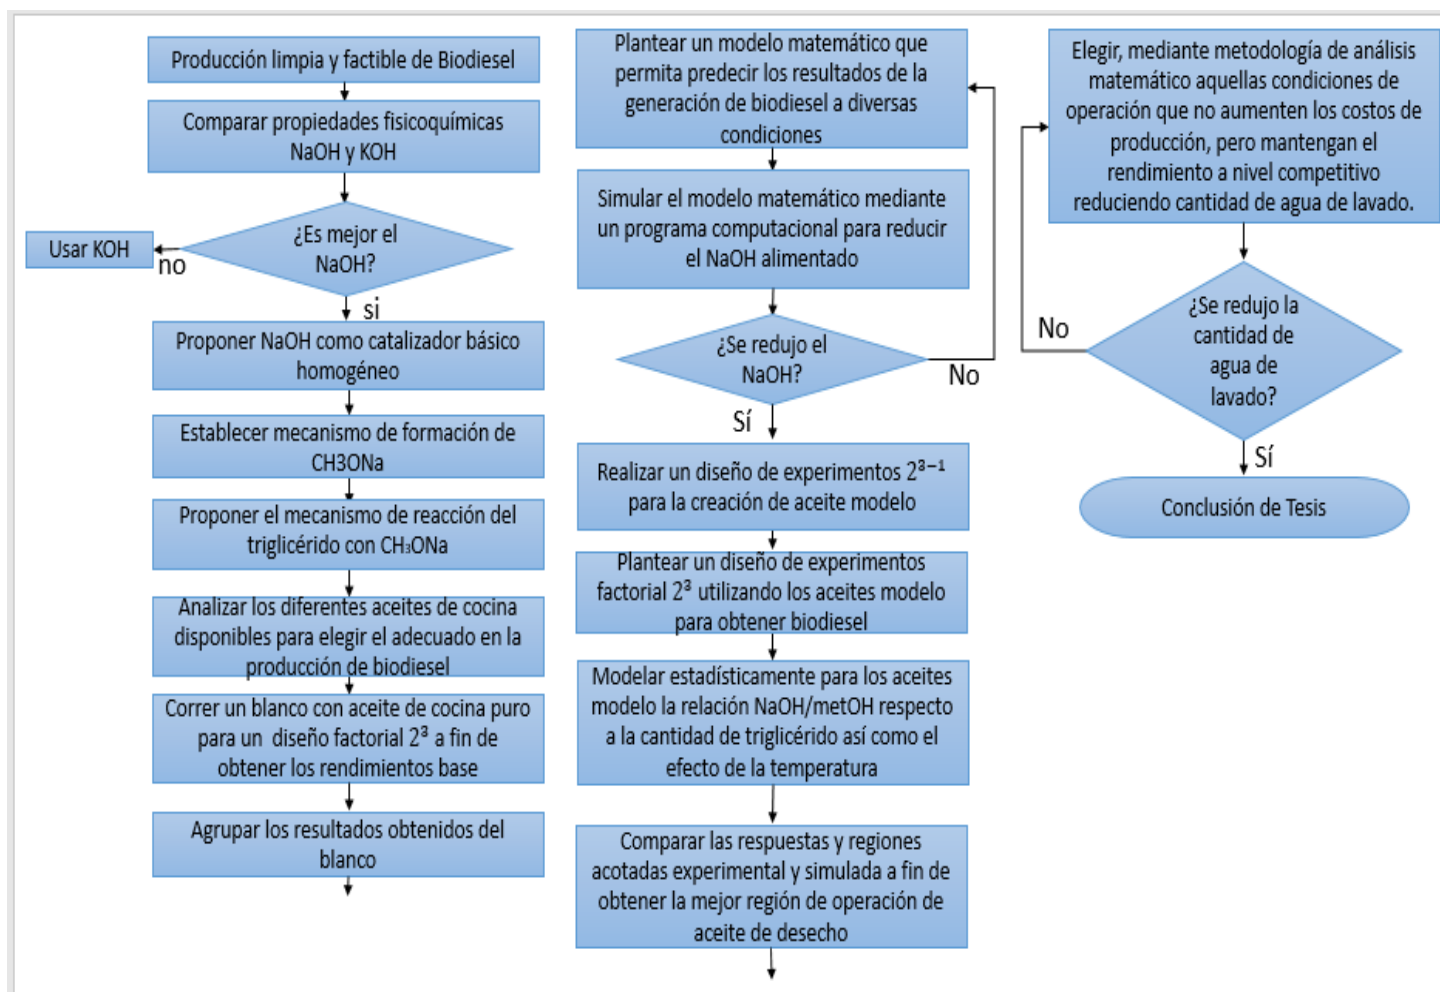 Producción limpia y factible de Biodiesel
Comparar propiedades fisicoquímicas
NaOH y KOH
¿Es mejor el
NaOH?
Usar KOH
no
si
Proponer NaOH como catalizador básico
homogéneo
Establecer mecanismo de formación de
CH3ONa
Proponer el mecanismo de reacción del
triglicérido con CH₃ONa
Analizar los diferentes aceites de cocina
disponibles para elegir el adecuado en la
producción de biodiesel
Correr un blanco con aceite de cocina puro
para un diseño factorial 2³ a fin de
obtener los rendimientos base
Agrupar los resultados obtenidos del
blanco
Plantear un modelo matemático que
permita predecir los resultados de la
generación de biodiesel a diversas
condiciones
Simular el modelo matemático mediante
un programa computacional para reducir
el NaOH alimentado
¿Se redujo el
NaOH?
No
Sí
Realizar un diseño de experimentos 2³⁻¹
para la creación de aceite modelo
Plantear un diseño de experimentos
factorial 2³ utilizando los aceites modelo
para obtener biodiesel
Modelar estadísticamente para los aceites
modelo la relación NaOH/metOH respecto
a la cantidad de triglicérido así como el
efecto de la temperatura
Comparar las respuestas y regiones
acotadas experimental y simulada a fin de
obtener la mejor región de operación de
aceite de desecho
Elegir, mediante metodología de análisis
matemático aquellas condiciones de
operación que no aumenten los costos de
producción, pero mantengan el
rendimiento a nivel competitivo
reduciendo cantidad de agua de lavado.
¿Se redujo la
cantidad de
agua de
lavado?
No
Sí
Conclusión de Tesis